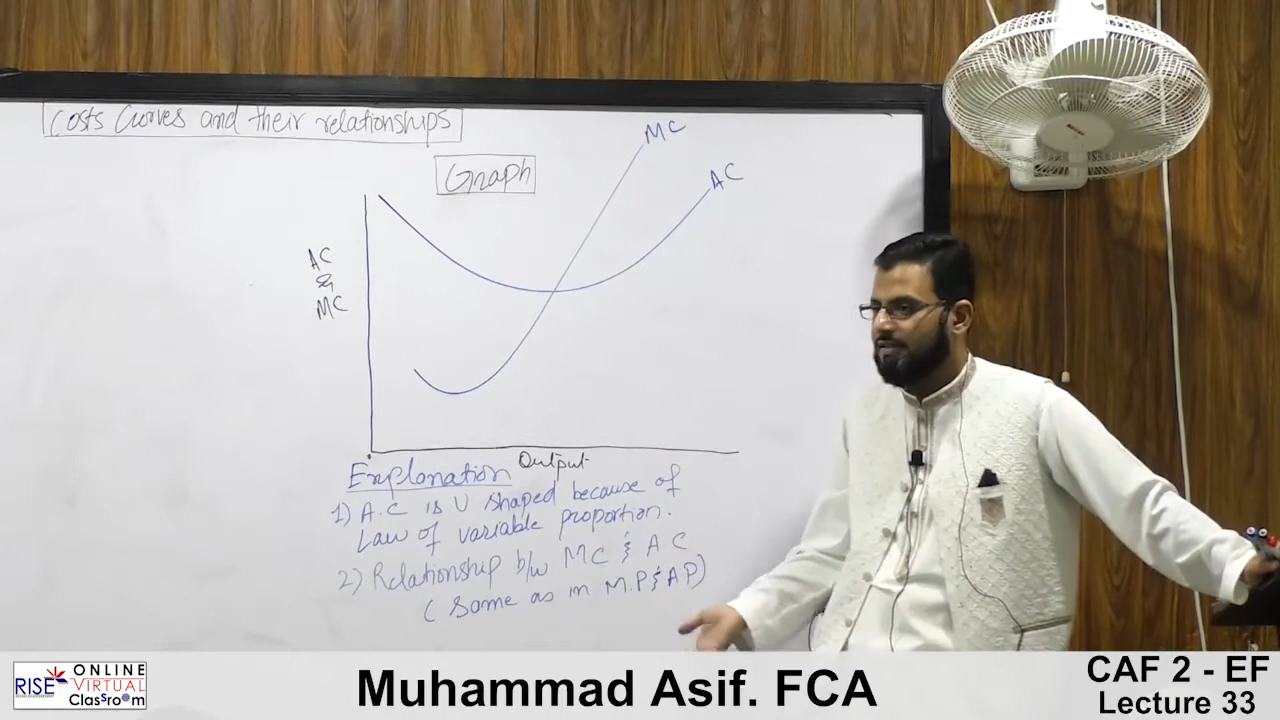 Costs Curves and their relationships
Graph
MC
AC
AC
&
MC
Output
Explanation
1) A.C is U shaped because of
Law of variable proportion.
2) Relationship b/w MC & AC
( Same as in M.P & AP)
RISE ONLINE
VIRTUAL
Classroom
Muhammad Asif. FCA
CAF 2 - EF
Lecture 33